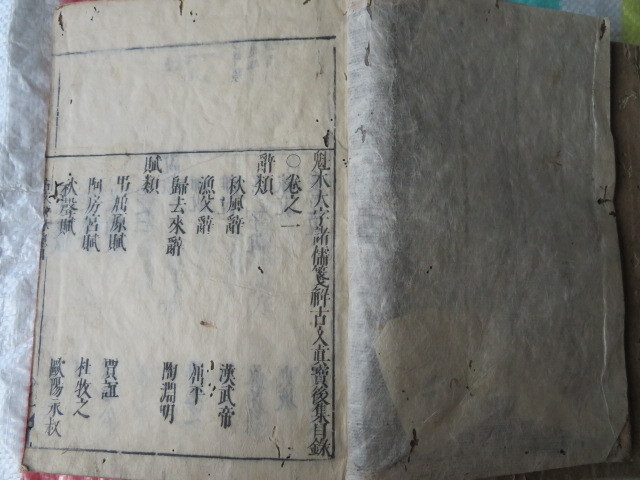 魁本大字諸儒箋解古文真寳後集目錄
○卷之一
辭類
秋風辭 漢武帝
漁父辭 屈平
歸去來辭 陶淵明
賦類
弔屈原賦 賈誼
阿房宮賦 杜牧之
秋聲賦 歐陽永叔